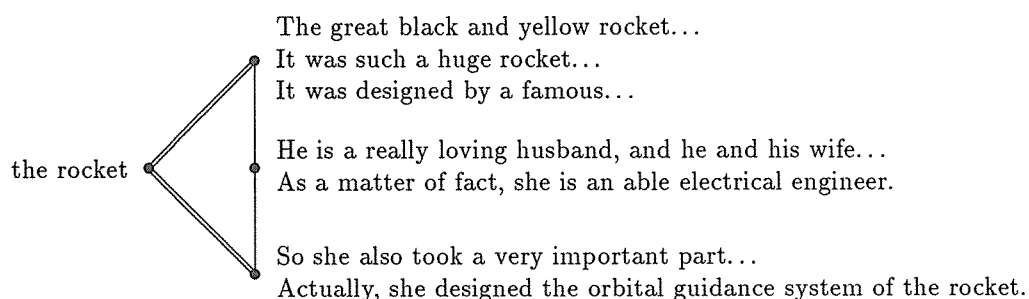 The great black and yellow rocket...
It was such a huge rocket...
It was designed by a famous...
the rocket
He is a really loving husband, and he and his wife...
As a matter of fact, she is an able electrical engineer.
So she also took a very important part...
Actually, she designed the orbital guidance system of the rocket.